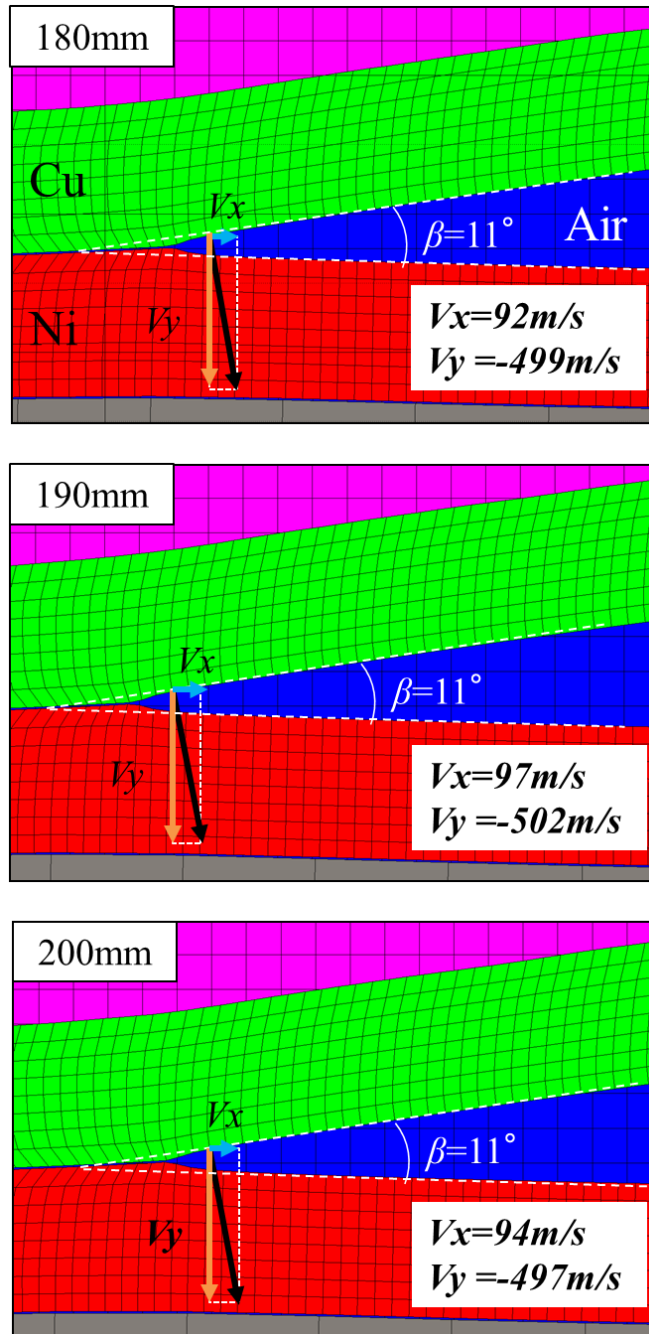 180mm
Cu
Vx
β=11°
Air
Ni
Vy
Vx=92m/s
Vy =-499m/s
190mm
Vx
β=11°
Vy
Vx=97m/s
Vy =-502m/s
200mm
Vx
β=11°
Vy
Vx=94m/s
Vy =-497m/s